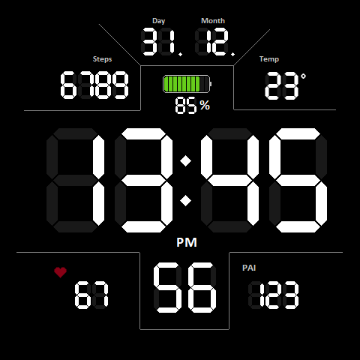 Day Month
31. 12.
Steps Temp
6789 23°
85%
13:45
PM
PAI
67 56 123